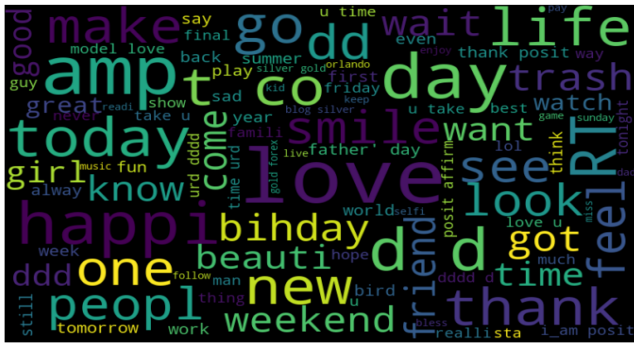 good make say u time go wait life
model love final dd
guy amp back summer even thank posit way pay
great show play silver gold orlando first trash
readi t co day
never take u sad friday enjoy u take best watch
today come year kid keep blog silver want game sunday tonight
smile
girl music fun famili father' day lol think RT
urd dddd live see
know time urd gold forex love posit affirm dad
alway look
happi bihday world selfi love u miss feel
week d d got
one beauti hope friend much time
ddd follow man bird dddd d
still peopl thing new u bless thank
tomorrow work weekend realli sta i_am posit